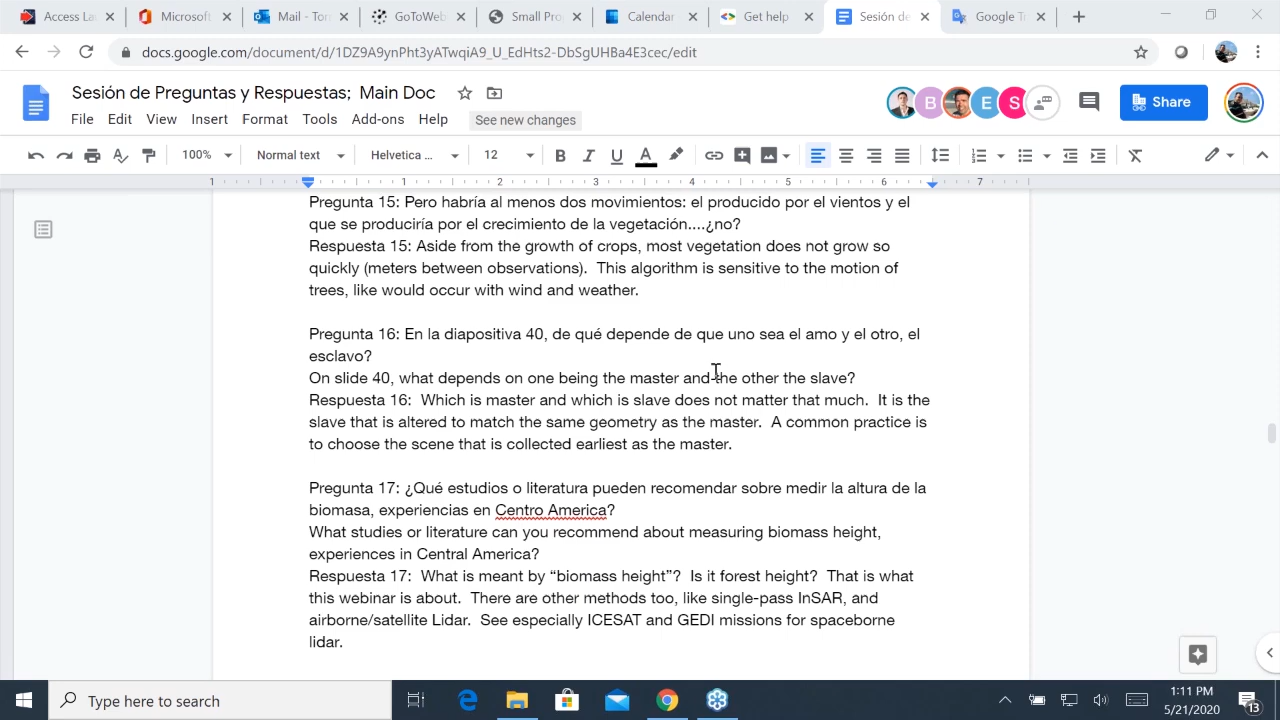 Access La
Microsoft
Mail - Ton
GoToWeb
Small Pro
Calendar
Get help
Sesión de
Google Tr
docs.google.com/document/d/1DZ9A9ynPht3yATwqiA9_U_EdHts2-DbSgUHBa4E3cec/edit
Sesión de Preguntas y Respuestas: Main Doc
B
E
S
Share
File Edit View Insert Format Tools Add-ons Help See new changes
100% Normal text Helvetica ... 12 B I U A
1 1 2 3 4 5 6 7
Pregunta 15: Pero habría al menos dos movimientos: el producido por el vientos y el
que se produciría por el crecimiento de la vegetación....¿no?
Respuesta 15: Aside from the growth of crops, most vegetation does not grow so
quickly (meters between observations). This algorithm is sensitive to the motion of
trees, like would occur with wind and weather.
Pregunta 16: En la diapositiva 40, de qué depende de que uno sea el amo y el otro, el
esclavo?
On slide 40, what depends on one being the master and the other the slave?
Respuesta 16: Which is master and which is slave does not matter that much. It is the
slave that is altered to match the same geometry as the master. A common practice is
to choose the scene that is collected earliest as the master.
Pregunta 17: ¿Qué estudios o literatura pueden recomendar sobre medir la altura de la
biomasa, experiencias en Centro America?
What studies or literature can you recommend about measuring biomass height,
experiences in Central America?
Respuesta 17: What is meant by “biomass height”? Is it forest height? That is what
this webinar is about. There are other methods too, like single-pass InSAR, and
airborne/satellite Lidar. See especially ICESAT and GEDI missions for spaceborne
lidar.
Type here to search
1:11 PM
5/21/2020
13